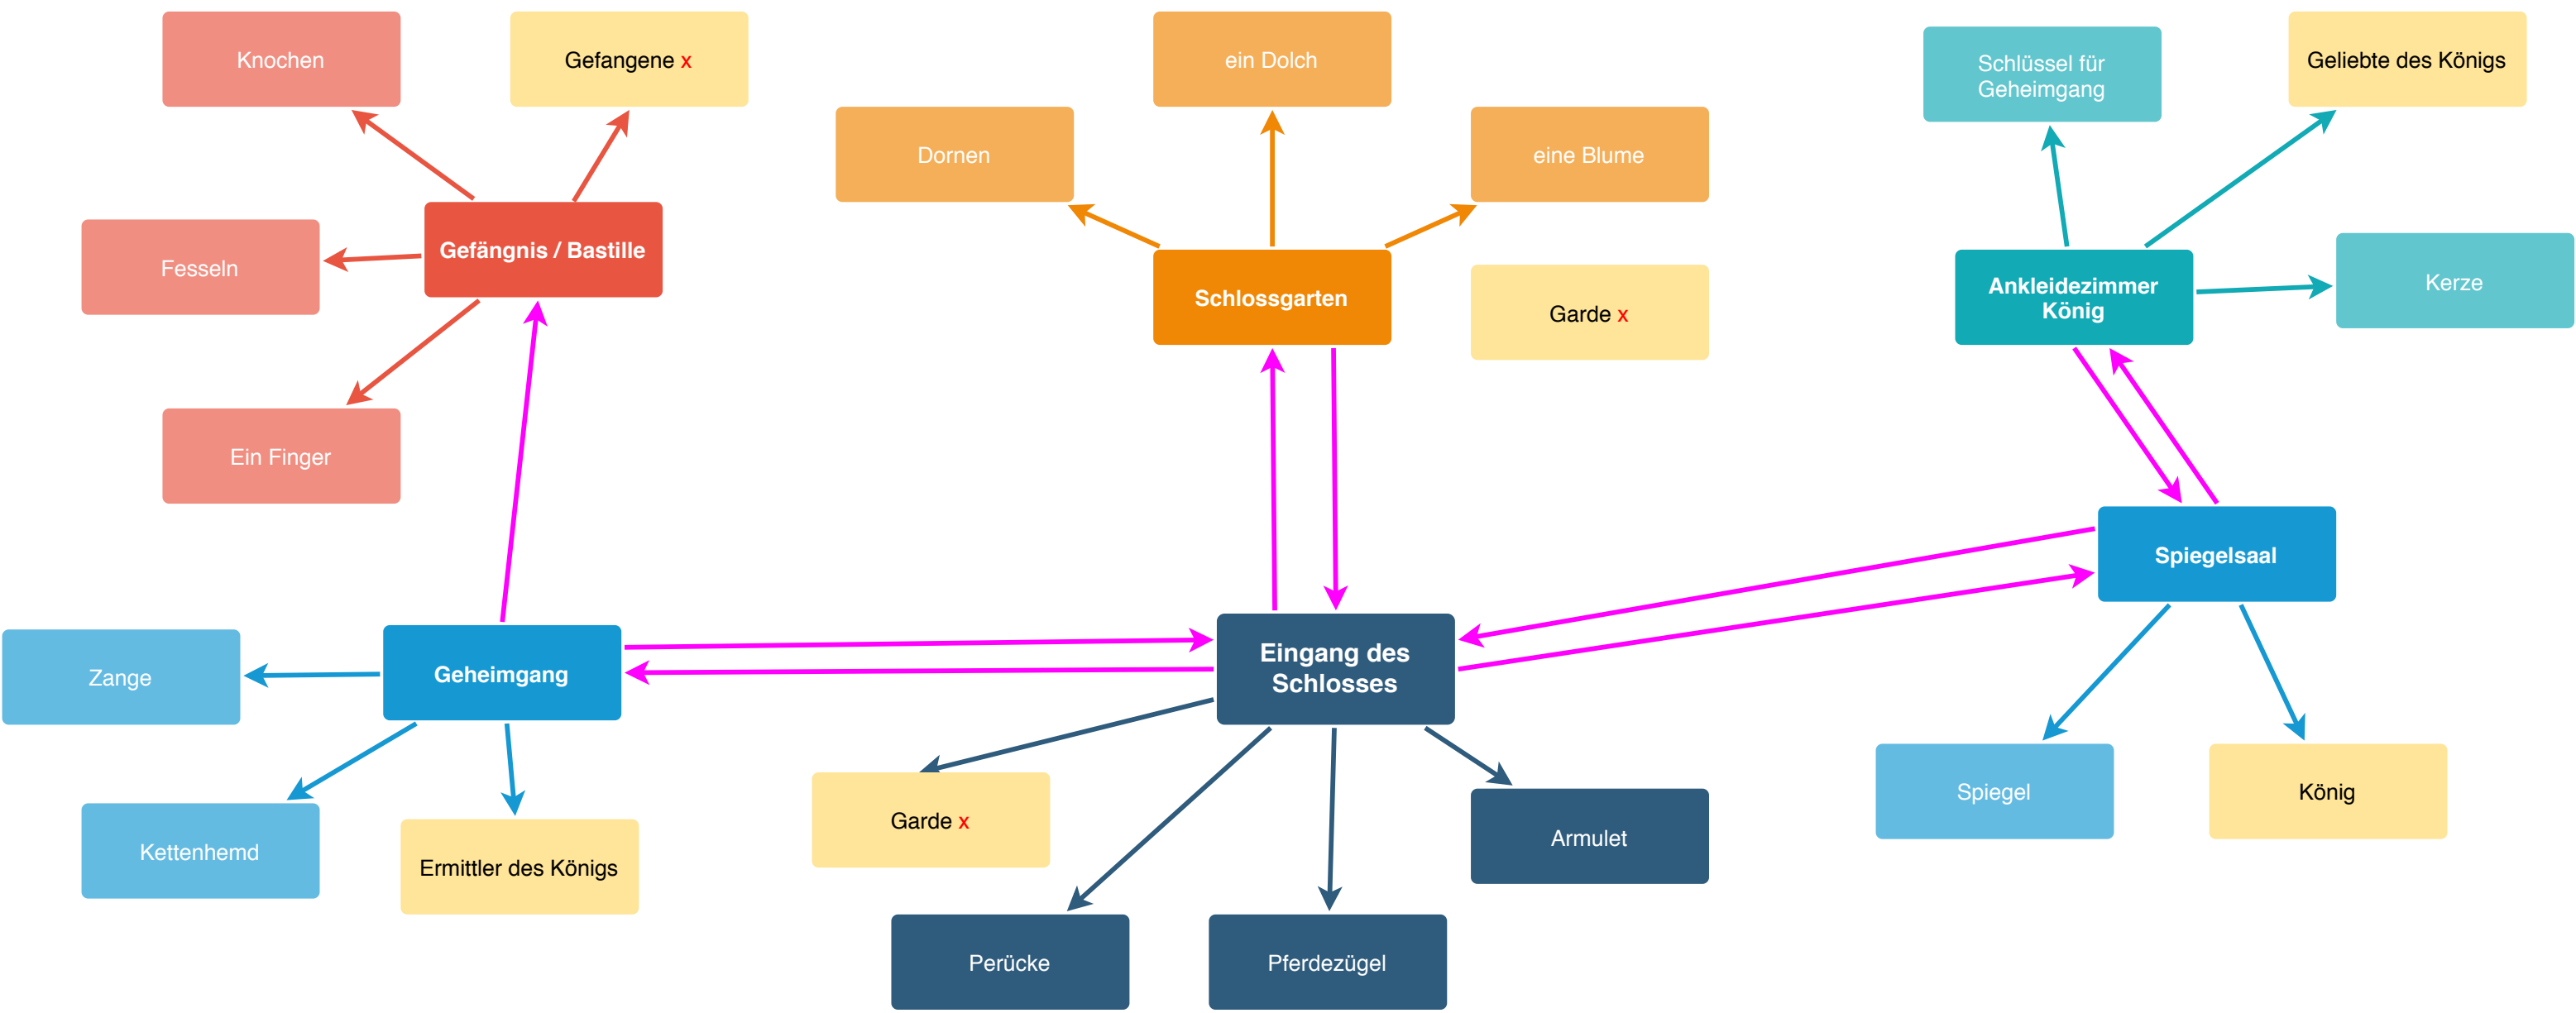 Knochen
Gefangene x
ein Dolch
Schlüssel für
Geheimgang
Geliebte des Königs
Dornen
eine Blume
Gefängnis / Bastille
Fesseln
Schlossgarten
Garde x
Ankleidezimmer
König
Kerze
Ein Finger
Spiegelsaal
Zange
Geheimgang
Eingang des
Schlosses
Kettenhemd
Ermittler des Königs
Garde x
Armulet
Spiegel
König
Perücke
Pferdezügel